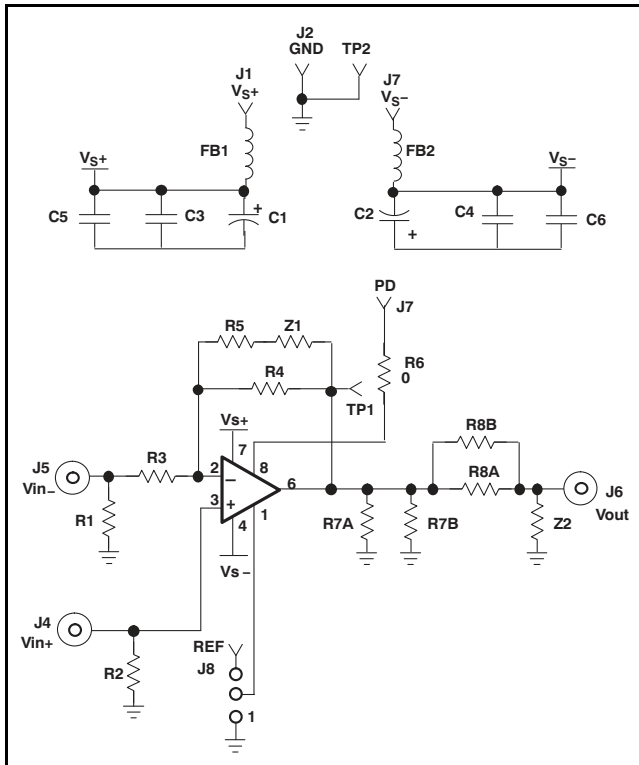 J2
GND
TP2
J1
VS+
J7
VS−
FB1
FB2
VS+
VS−
C5
C3
C1
+
C2
+
C4
C6
PD
J7
R5
Z1
R6
0
R4
TP1
Vs+
7
8
R8B
J5
Vin−
R3
2
−
6
R8A
J6
Vout
3
+
1
R1
4
R7A
R7B
Z2
Vs−
J4
Vin+
R2
REF
J8
1